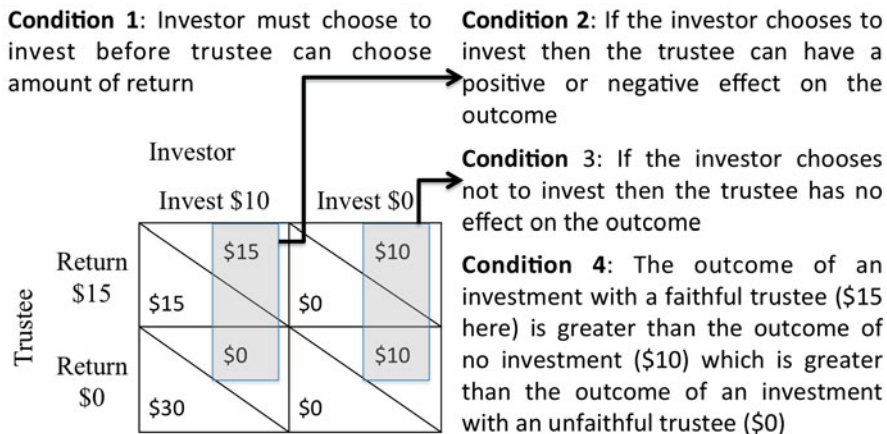 Condition 1: Investor must choose to
invest before trustee can choose
amount of return
Condition 2: If the investor chooses to
invest then the trustee can have a
positive or negative effect on the
outcome
Condition 3: If the investor chooses
not to invest then the trustee has no
effect on the outcome
Condition 4: The outcome of an
investment with a faithful trustee ($15
here) is greater than the outcome of
no investment ($10) which is greater
than the outcome of an investment
with an unfaithful trustee ($0)
Investor
Invest $10 Invest $0
Trustee
Return
$15
$15 $10
$15 $0
Return
$0
$0 $10
$30 $0